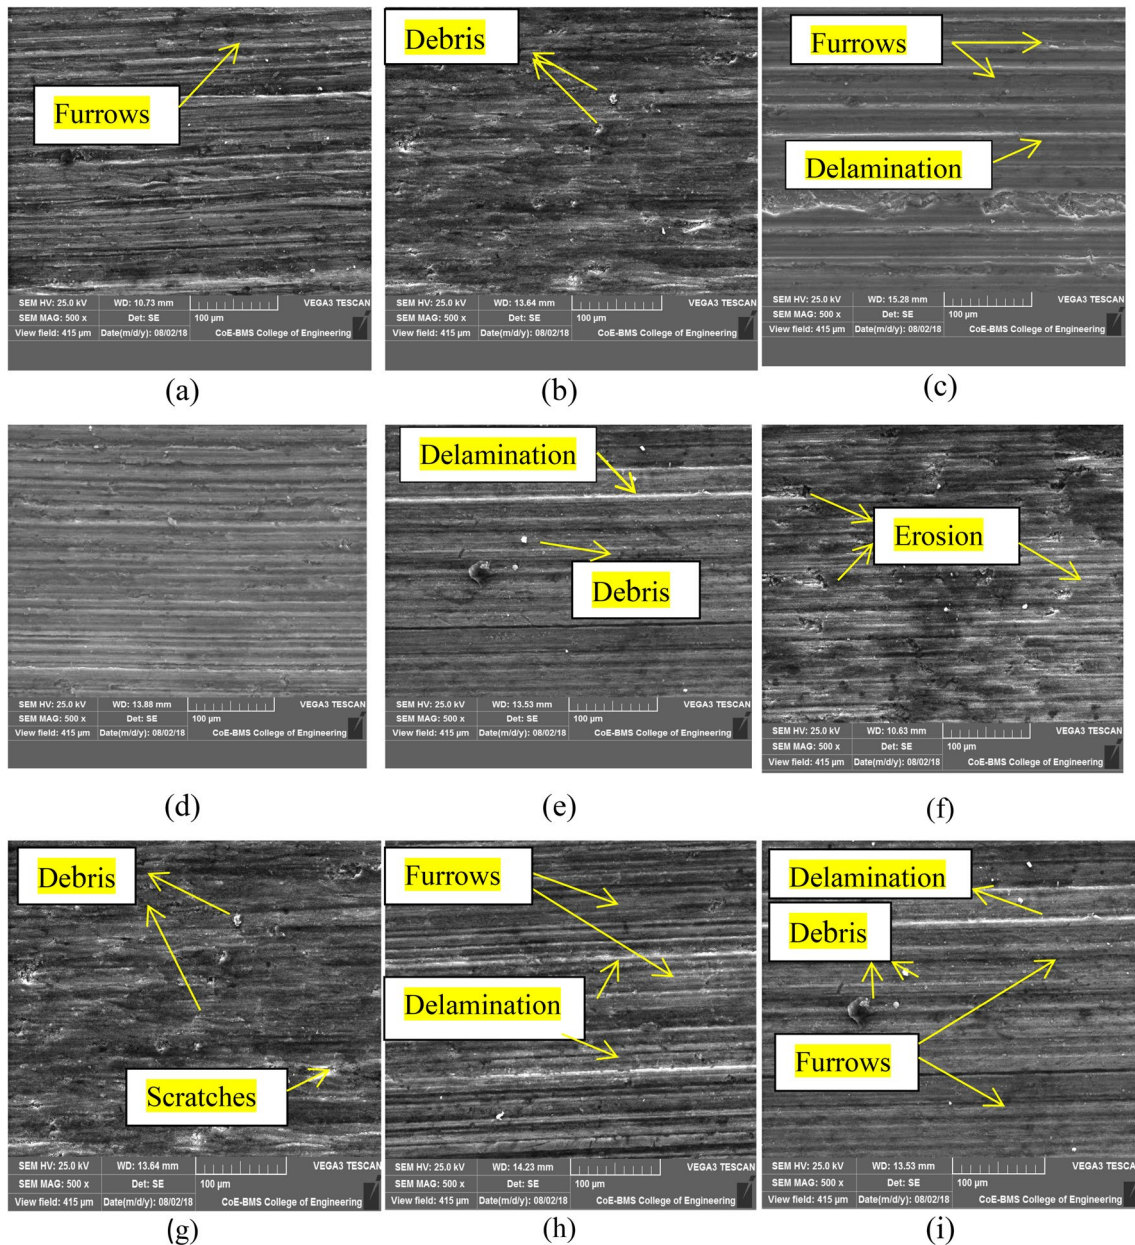 Furrows
SEM HV: 25.0 kV WD: 10.73 mm VEGA3 TESCAN
SEM MAG: 500 x Det: SE 100 µm
View field: 415 µm Date(m/d/y): 08/02/18 CoE-BMS College of Engineering
(a)
Debris
SEM HV: 25.0 kV WD: 13.64 mm VEGA3 TESCAN
SEM MAG: 500 x Det: SE 100 µm
View field: 415 µm Date(m/d/y): 08/02/18 CoE-BMS College of Engineering
(b)
Furrows
Delamination
SEM HV: 25.0 kV WD: 15.28 mm VEGA3 TESCAN
SEM MAG: 500 x Det: SE 100 µm
View field: 415 µm Date(m/d/y): 08/02/18 CoE-BMS College of Engineering
(c)
SEM HV: 25.0 kV WD: 13.88 mm VEGA3 TESCAN
SEM MAG: 500 x Det: SE 100 µm
View field: 415 µm Date(m/d/y): 08/02/18 CoE-BMS College of Engineering
(d)
Delamination
Debris
SEM HV: 25.0 kV WD: 13.53 mm VEGA3 TESCAN
SEM MAG: 500 x Det: SE 100 µm
View field: 415 µm Date(m/d/y): 08/02/18 CoE-BMS College of Engineering
(e)
Erosion
SEM HV: 25.0 kV WD: 10.63 mm VEGA3 TESCAN
SEM MAG: 500 x Det: SE 100 µm
View field: 415 µm Date(m/d/y): 08/02/18 CoE-BMS College of Engineering
(f)
Debris
Scratches
SEM HV: 25.0 kV WD: 13.64 mm VEGA3 TESCAN
SEM MAG: 500 x Det: SE 100 µm
View field: 415 µm Date(m/d/y): 08/02/18 CoE-BMS College of Engineering
(g)
Furrows
Delamination
SEM HV: 25.0 kV WD: 14.23 mm VEGA3 TESCAN
SEM MAG: 500 x Det: SE 100 µm
View field: 415 µm Date(m/d/y): 08/02/18 CoE-BMS College of Engineering
(h)
Delamination
Debris
Furrows
SEM HV: 25.0 kV WD: 13.53 mm VEGA3 TESCAN
SEM MAG: 500 x Det: SE 100 µm
View field: 415 µm Date(m/d/y): 08/02/18 CoE-BMS College of Engineering
(i)